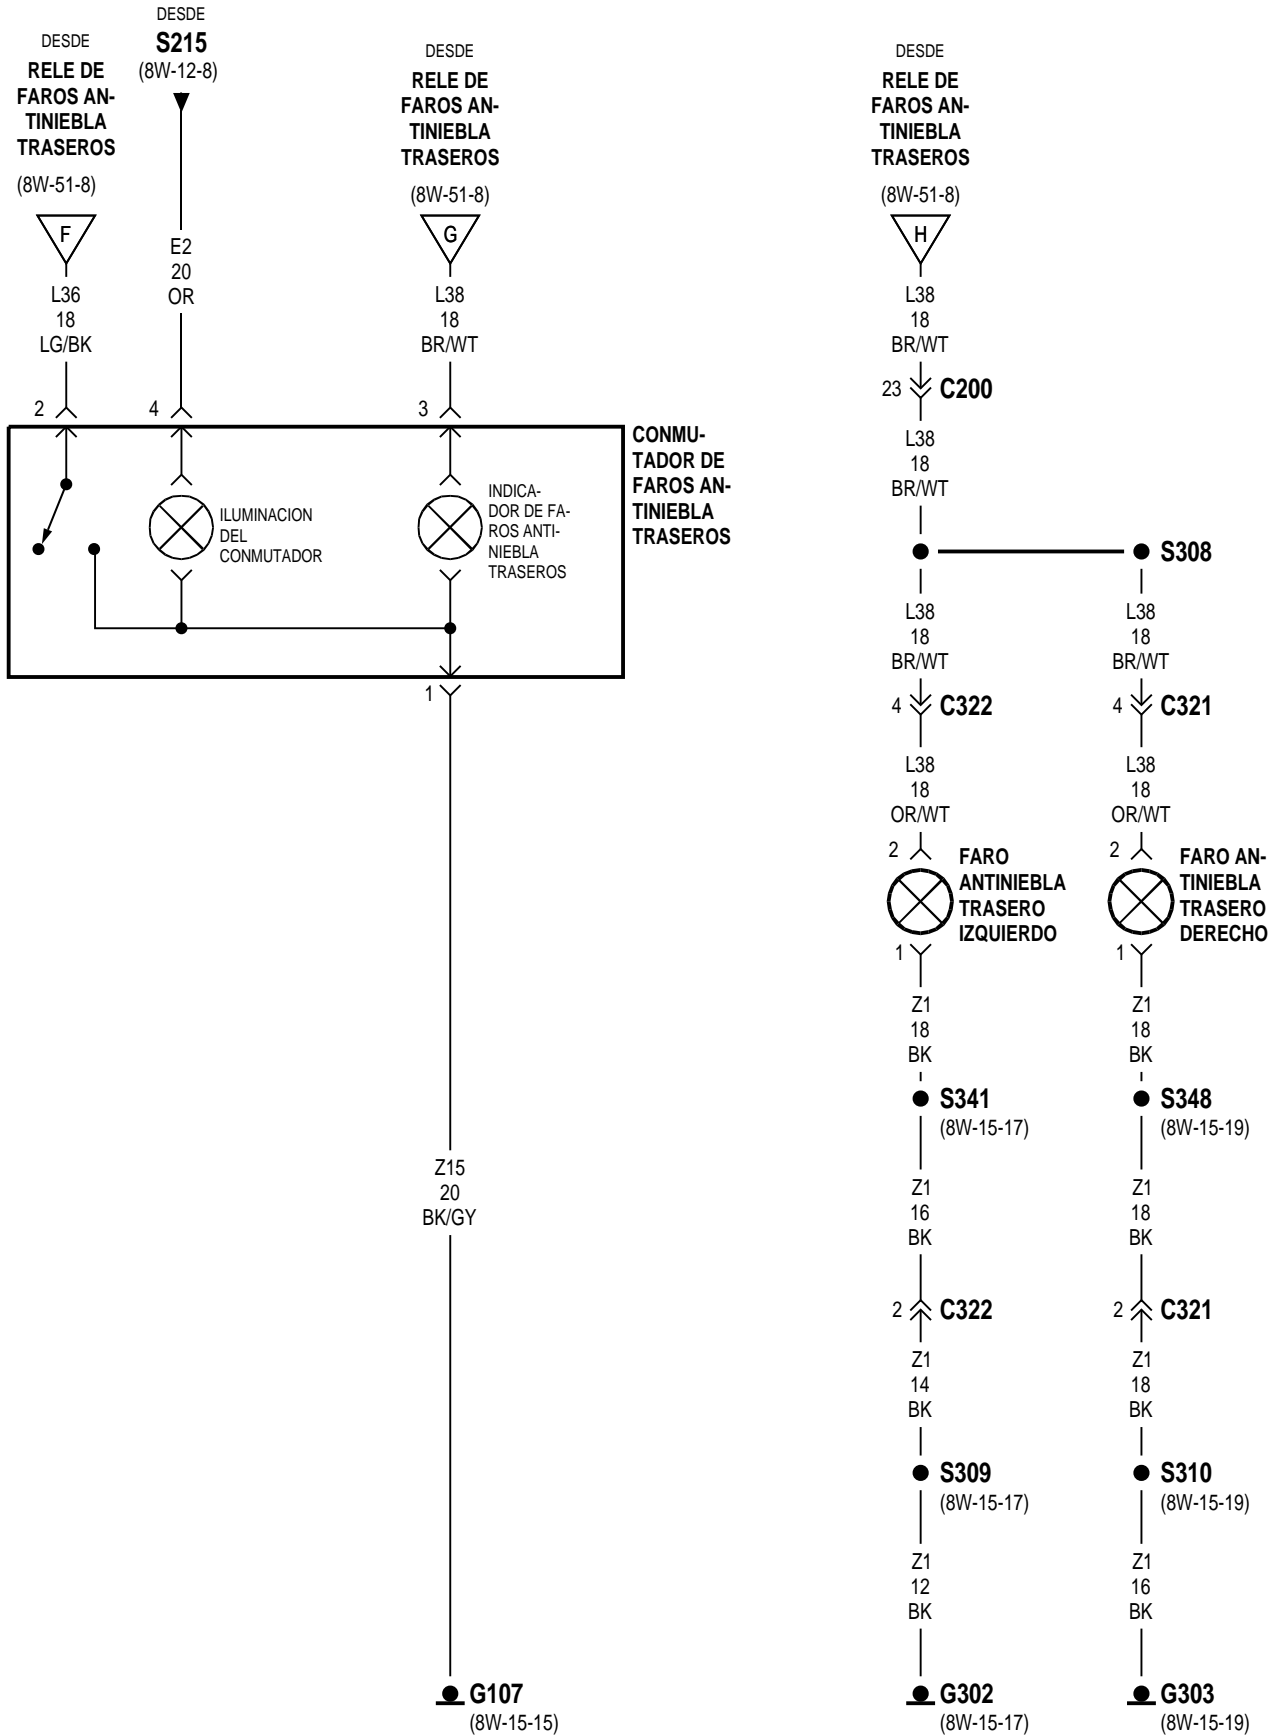 DESDE
S215
(8W-12-8)
DESDE
RELE DE
FAROS AN-
TINIEBLA
TRASEROS
(8W-51-8)
F
L36
18
LG/BK
2
E2
20
OR
4
DESDE
RELE DE
FAROS AN-
TINIEBLA
TRASEROS
(8W-51-8)
G
L38
18
BR/WT
3
CONMU-
TADOR DE
FAROS AN-
TINIEBLA
TRASEROS
ILUMINACION
DEL
CONMUTADOR
INDICA-
DOR DE FA-
ROS ANTI-
NIEBLA
TRASEROS
1
Z15
20
BK/GY
G107
(8W-15-15)
DESDE
RELE DE
FAROS AN-
TINIEBLA
TRASEROS
(8W-51-8)
H
L38
18
BR/WT
23 C200
L38
18
BR/WT
S308
L38
18
BR/WT
4 C322
L38
18
OR/WT
2
FARO
ANTINIEBLA
TRASERO
IZQUIERDO
1
Z1
18
BK
S341
(8W-15-17)
Z1
16
BK
2 C322
Z1
14
BK
S309
(8W-15-17)
Z1
12
BK
G302
(8W-15-17)
L38
18
BR/WT
4 C321
L38
18
OR/WT
2
FARO AN-
TINIEBLA
TRASERO
DERECHO
1
Z1
18
BK
S348
(8W-15-19)
Z1
18
BK
2 C321
Z1
18
BK
S310
(8W-15-19)
Z1
16
BK
G303
(8W-15-19)